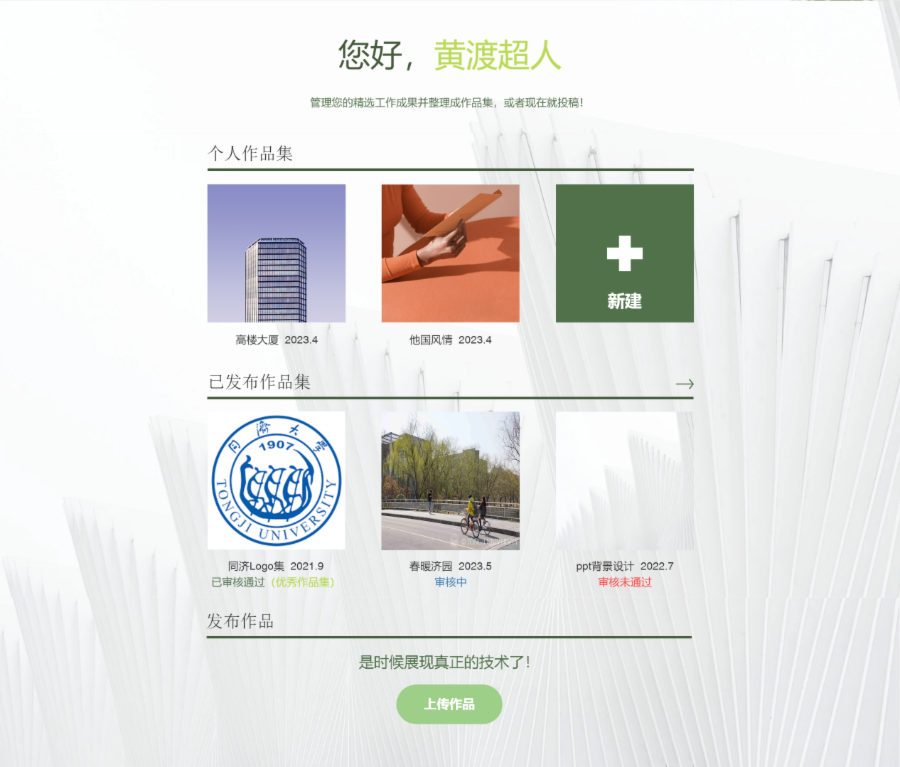 您好，黄渡超人
管理您的精选工作成果并整理成作品集，或者现在就投稿！
个人作品集
新建
高楼大厦 2023.4
他国风情 2023.4
已发布作品集
同济大学
1907
TONGJI UNIVERSITY
同济Logo集 2021.9
已审核通过（优秀作品集）
春暖济园 2023.5
审核中
ppt背景设计 2022.7
审核未通过
发布作品
是时候展现真正的技术了！
上传作品